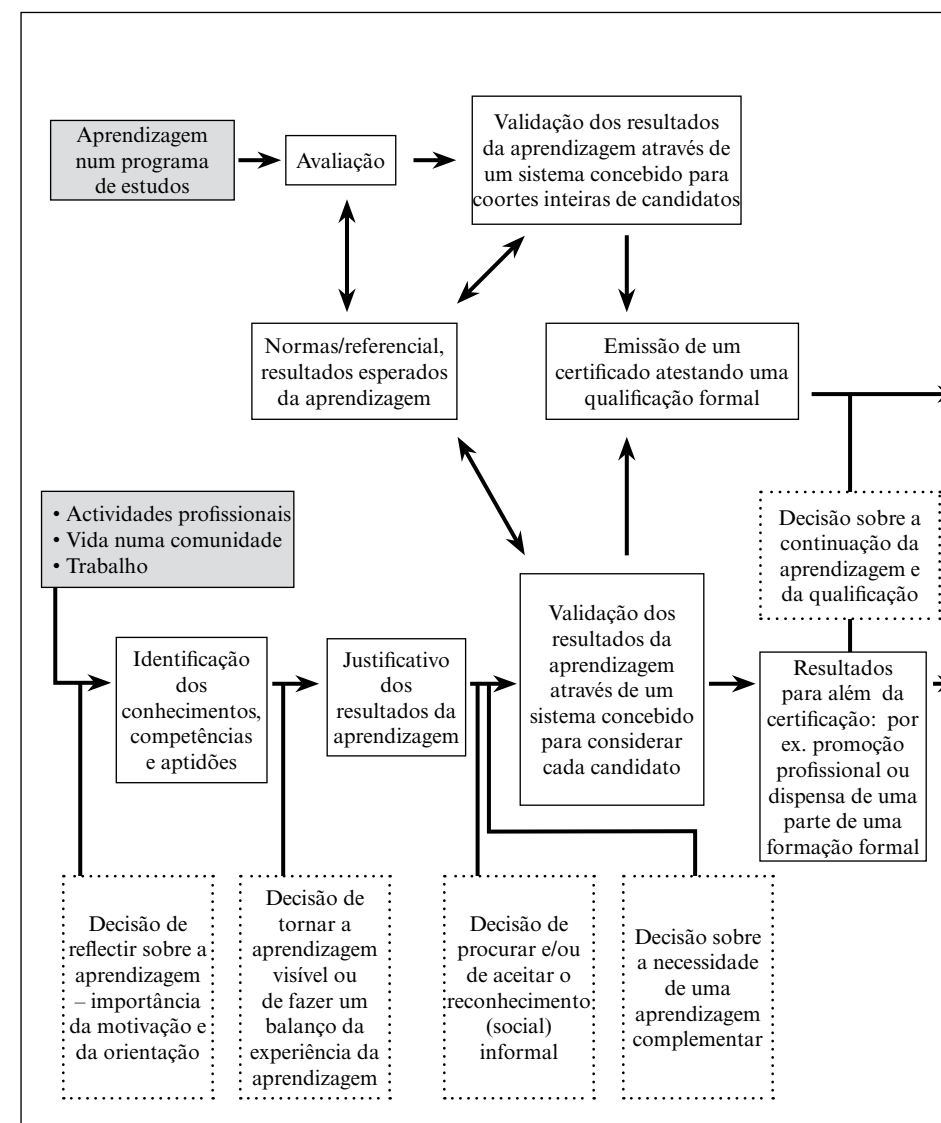 Aprendizagem
num programa
de estudos
Avaliação
Validação dos resultados
da aprendizagem através de
um sistema concebido para
coortes inteiras de candidatos
Normas/referencial,
resultados esperados
da aprendizagem
Emissão de um
certificado atestando uma
qualificação formal
• Actividades profissionais
• Vida numa comunidade
• Trabalho
Decisão sobre a
continuação da
aprendizagem e
da qualificação
Identificação
dos
conhecimentos,
competências
e aptidões
Justificativo
dos
resultados da
aprendizagem
Validação dos
resultados da
aprendizagem
através de um
sistema concebido
para considerar
cada candidato
Resultados
para além da
certificação: por
ex. promoção
profissional ou
dispensa de uma
parte de uma
formação formal
Decisão de
reflectir sobre a
aprendizagem
– importância
da motivação e
da orientação
Decisão de
tornar a
aprendizagem
visível ou
de fazer um
balanço da
experiência da
aprendizagem
Decisão de
procurar e/ou
de aceitar o
reconhecimento
(social)
informal
Decisão sobre
a necessidade
de uma
aprendizagem
complementar